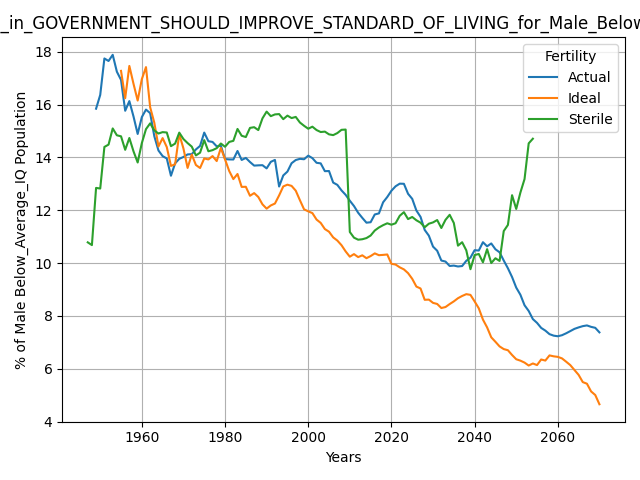 _in_GOVERNMENT_SHOULD_IMPROVE_STANDARD_OF_LIVING_for_Male_Below
% of Male Below_Average_IQ Population
18
16
14
12
10
8
6
4
Fertility
Actual
Ideal
Sterile
1960 1980 2000 2020 2040 2060
Years